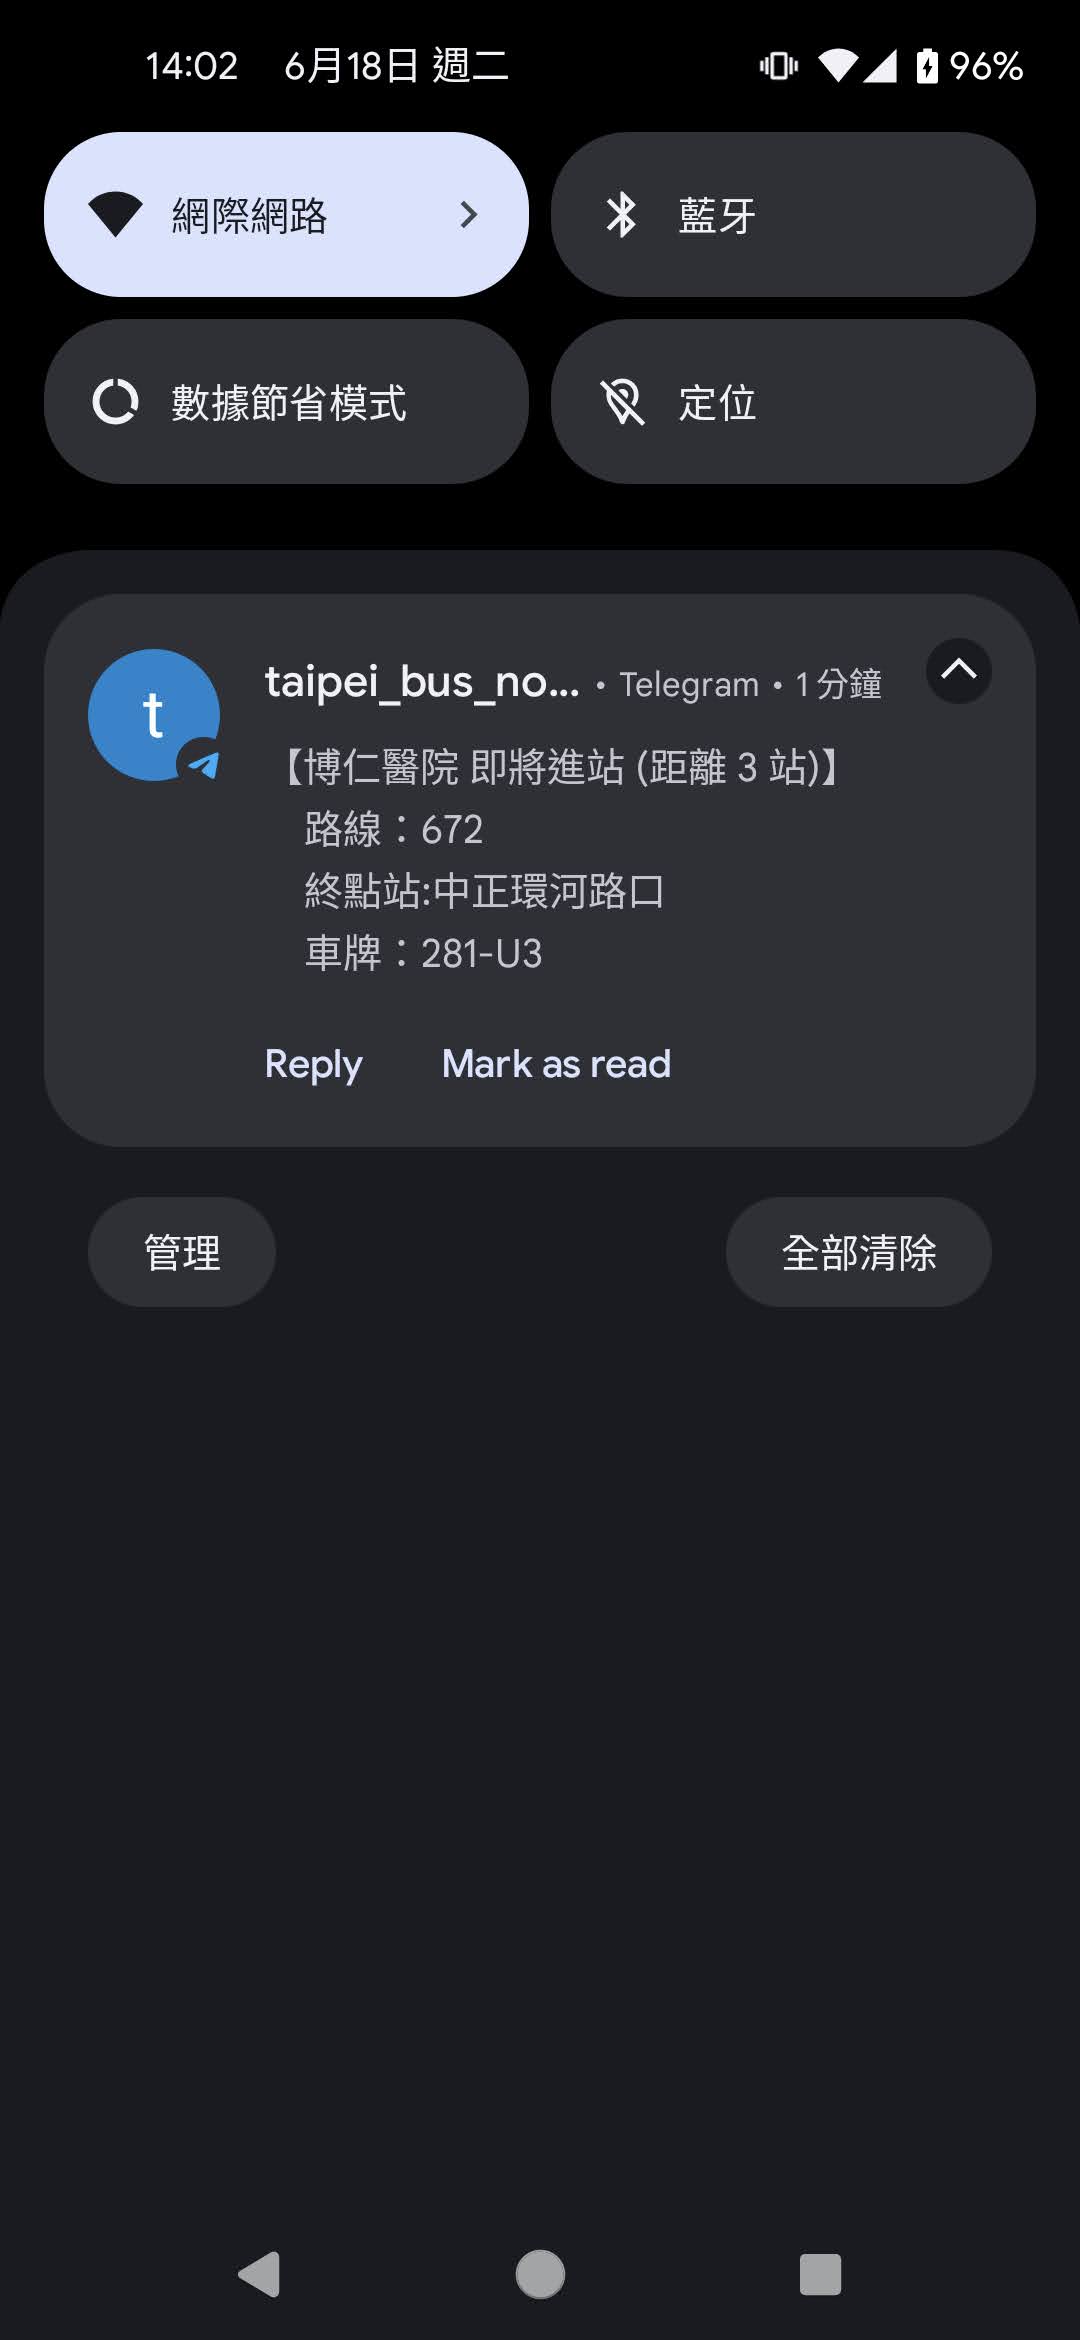 14:02 6月18日 週二 96%
網際網路
藍牙
數據節省模式
定位
t
taipei_bus_no... • Telegram • 1 分鐘
【博仁醫院 即將進站 (距離 3 站)】
路線：672
終點站:中正環河路口
車牌：281-U3
Reply Mark as read
管理
全部清除